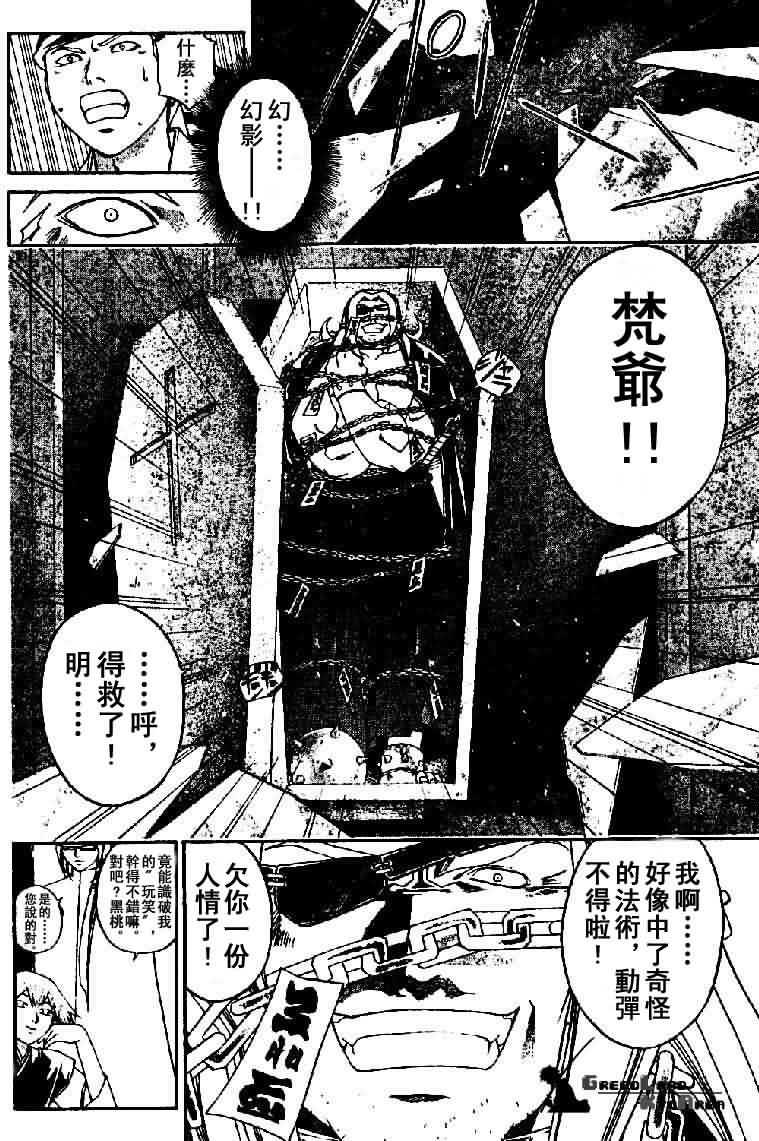 什麼…
幻……
幻影——!!
梵爺!!
……呼，
得救了！
明……
我啊……
好像中了奇怪
的法術，動彈
不得啦！
欠你一份
人情了！
竟能識破我
的“玩笑”，
幹得不錯嘛。
對吧？黑桃。
是的……
您說的對。